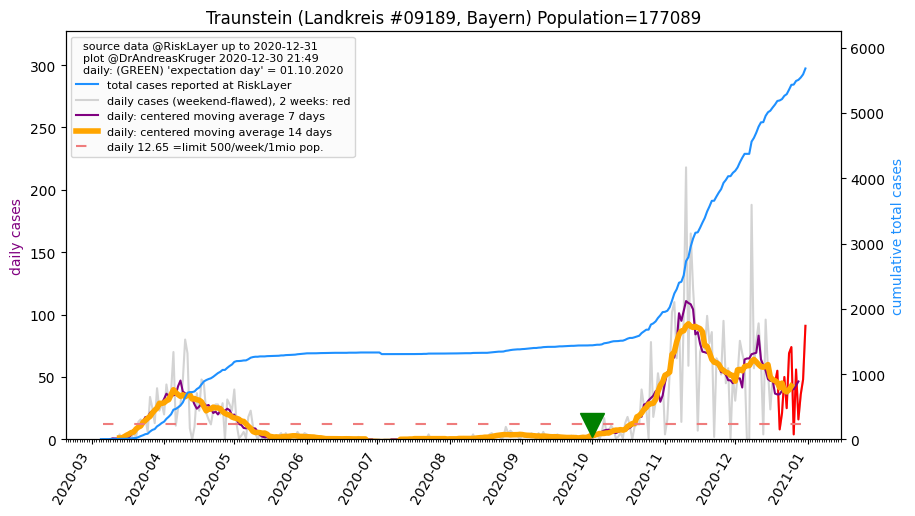 Traunstein (Landkreis #09189, Bayern) Population=177089
source data @RiskLayer up to 2020-12-31
plot @DrAndreasKruger 2020-12-30 21:49
daily: (GREEN) 'expectation day' = 01.10.2020
total cases reported at RiskLayer
daily cases (weekend-flawed), 2 weeks: red
daily: centered moving average 7 days
daily: centered moving average 14 days
daily 12.65 =limit 500/week/1mio pop.
daily cases
300
250
200
150
100
50
0
cumulative total cases
6000
5000
4000
3000
2000
1000
0
2020-03
2020-04
2020-05
2020-06
2020-07
2020-08
2020-09
2020-10
2020-11
2020-12
2021-01